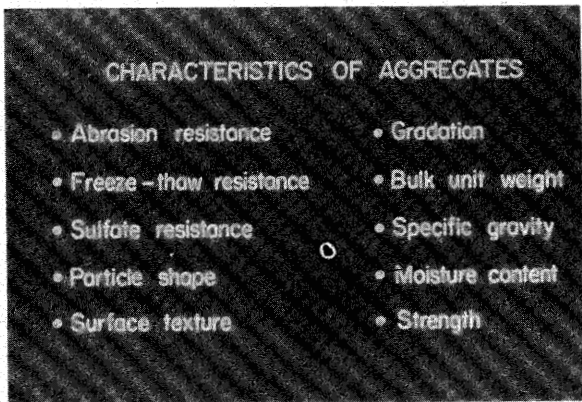 CHARACTERISTICS OF AGGREGATES
• Abrasion resistance
• Freeze-thaw resistance
• Sulfate resistance
• Particle shape
• Surface texture
• Gradation
• Bulk unit weight
• Specific gravity
• Moisture content
• Strength